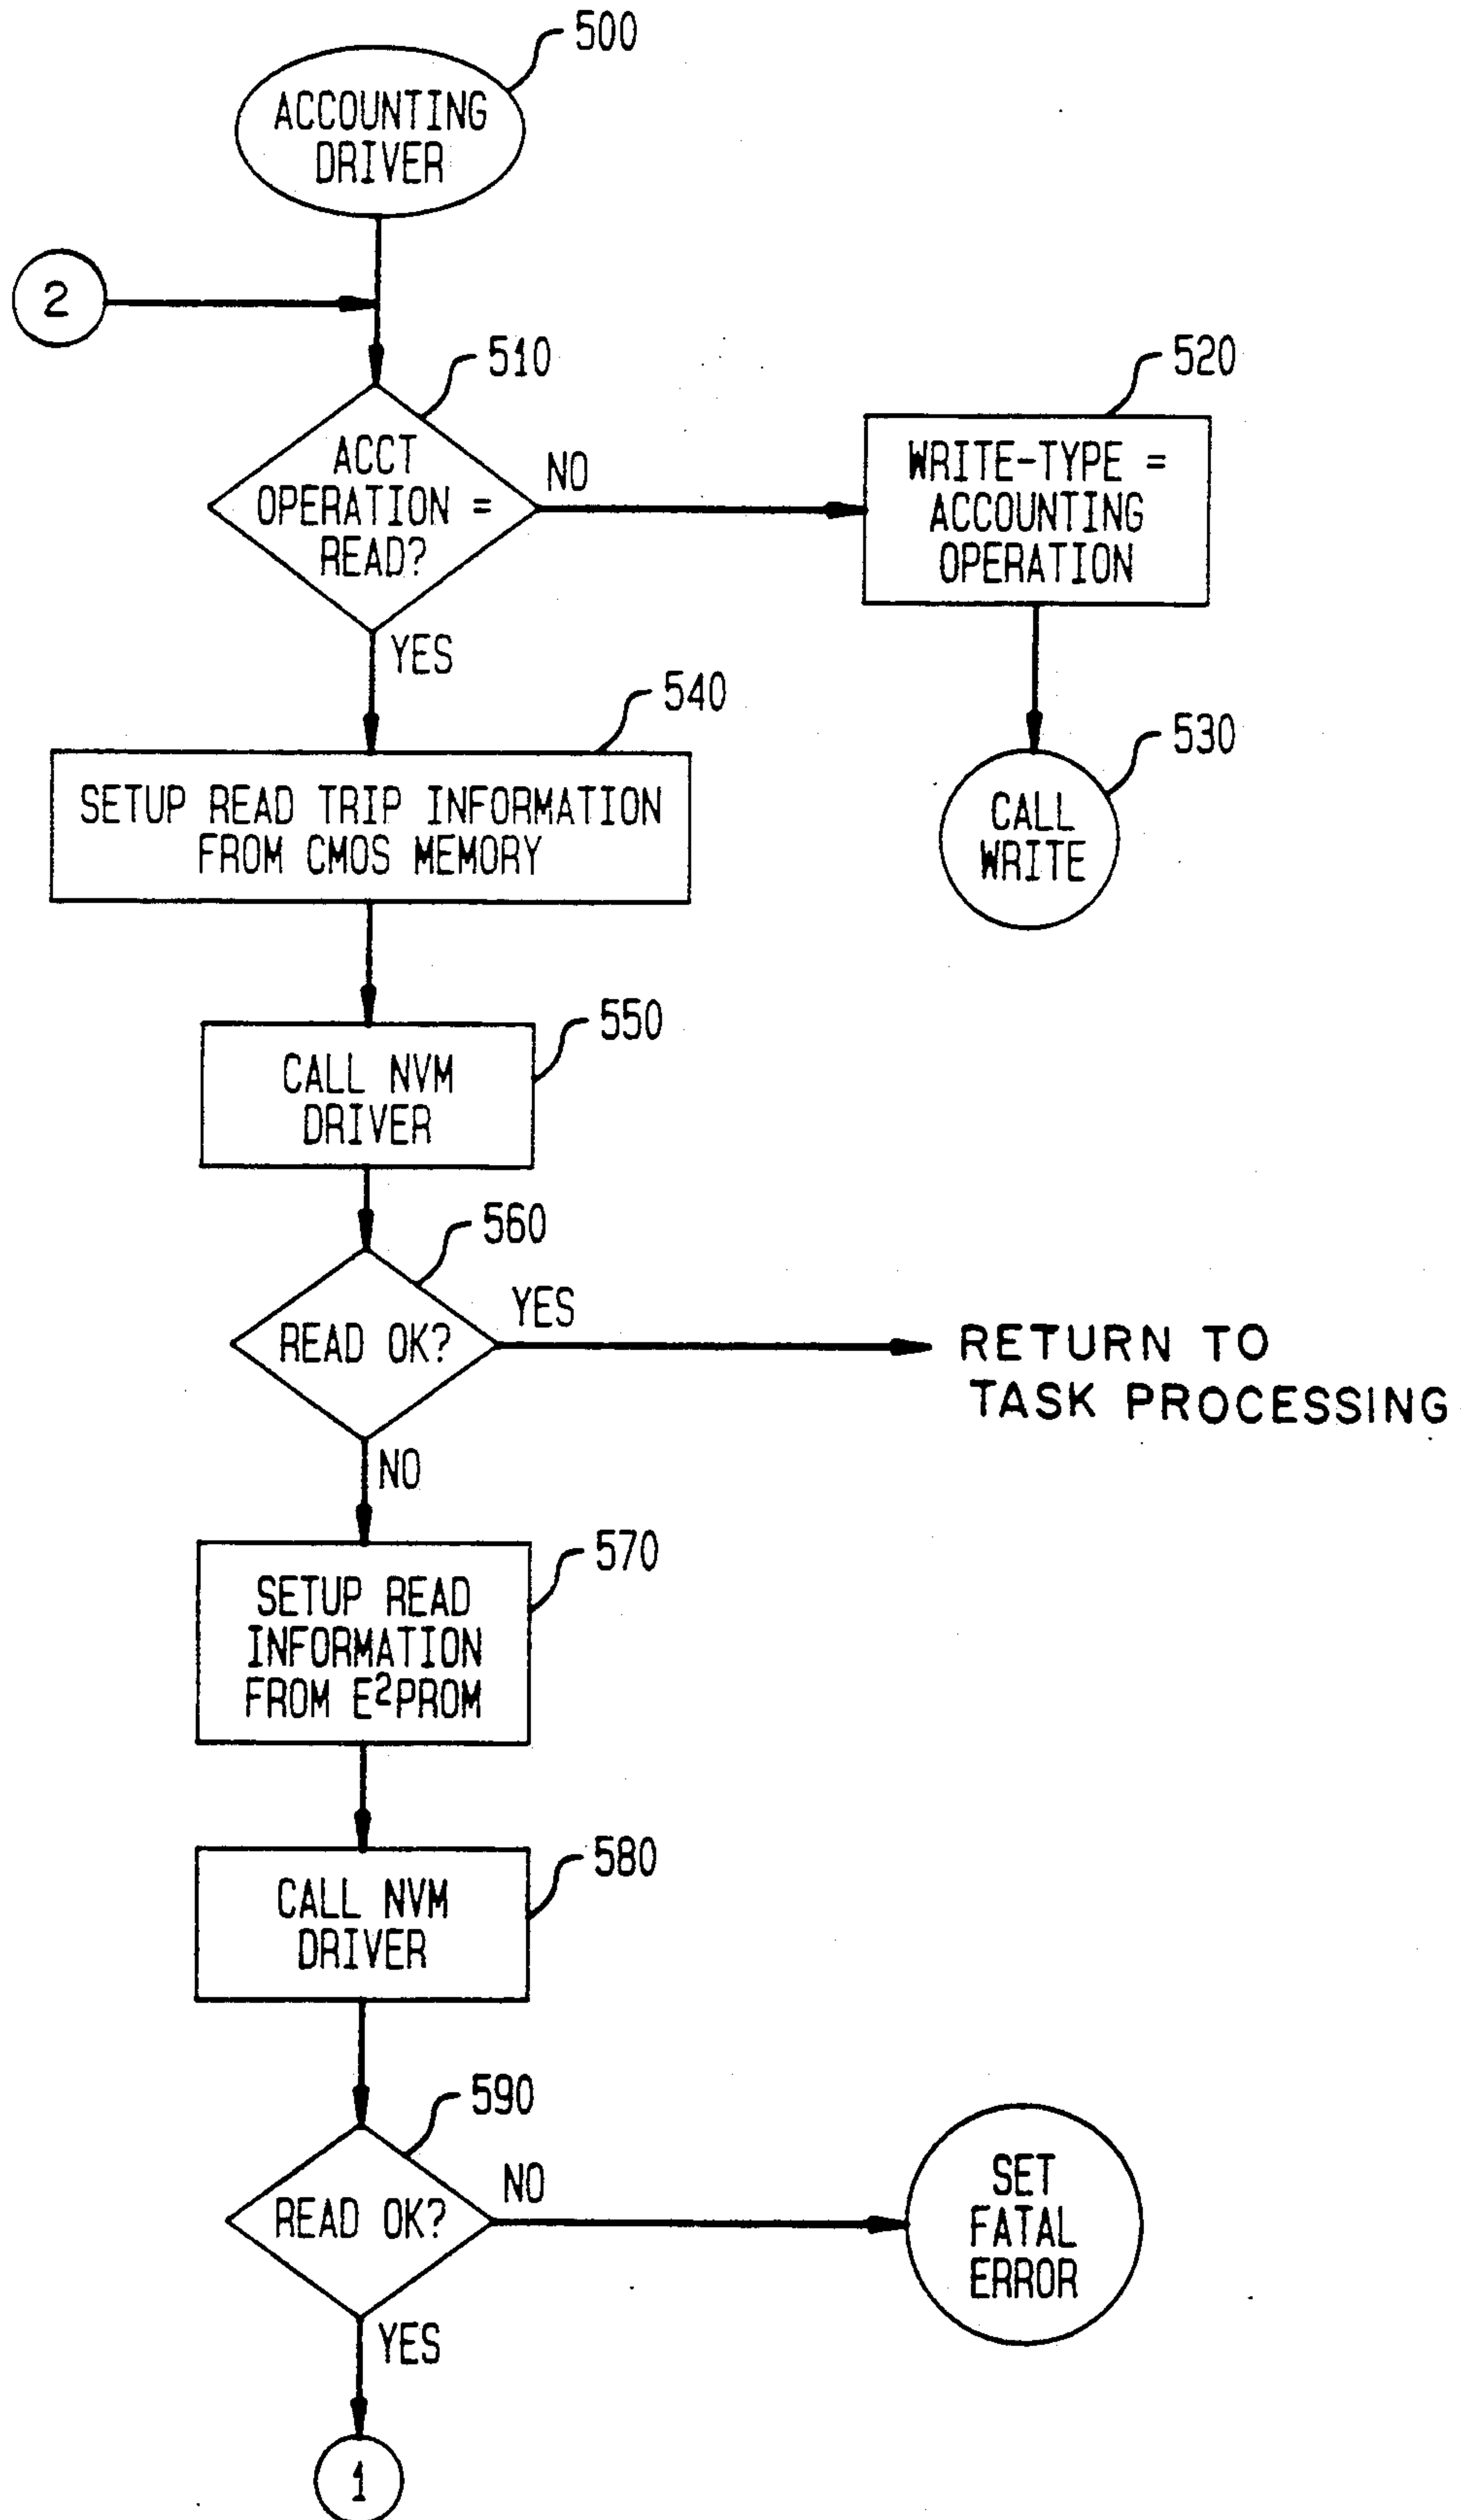 500
ACCOUNTING
DRIVER
2
510
ACCT
OPERATION =
READ?
NO
520
WRITE-TYPE =
ACCOUNTING
OPERATION
YES
530
CALL
WRITE
540
SETUP READ TRIP INFORMATION
FROM CMOS MEMORY
550
CALL NVM
DRIVER
560
READ OK?
YES
RETURN TO
TASK PROCESSING
NO
570
SETUP READ
INFORMATION
FROM E²PROM
580
CALL NVM
DRIVER
590
READ OK?
NO
SET
FATAL
ERROR
YES
1